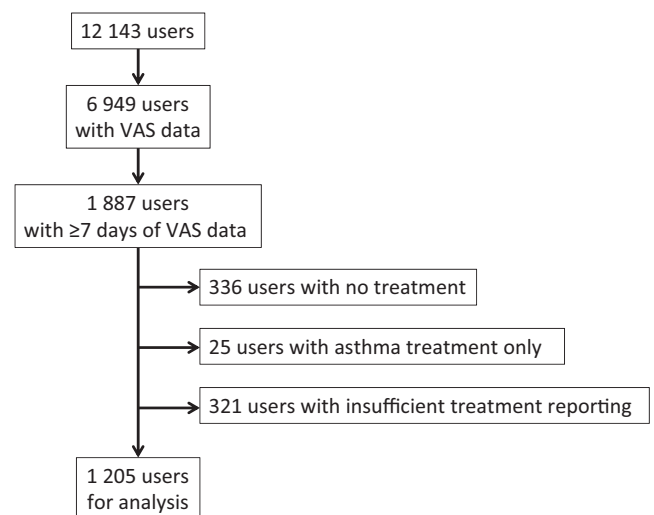 12 143 users
6 949 users
with VAS data
1 887 users
with ≥7 days of VAS data
336 users with no treatment
25 users with asthma treatment only
321 users with insufficient treatment reporting
1 205 users
for analysis